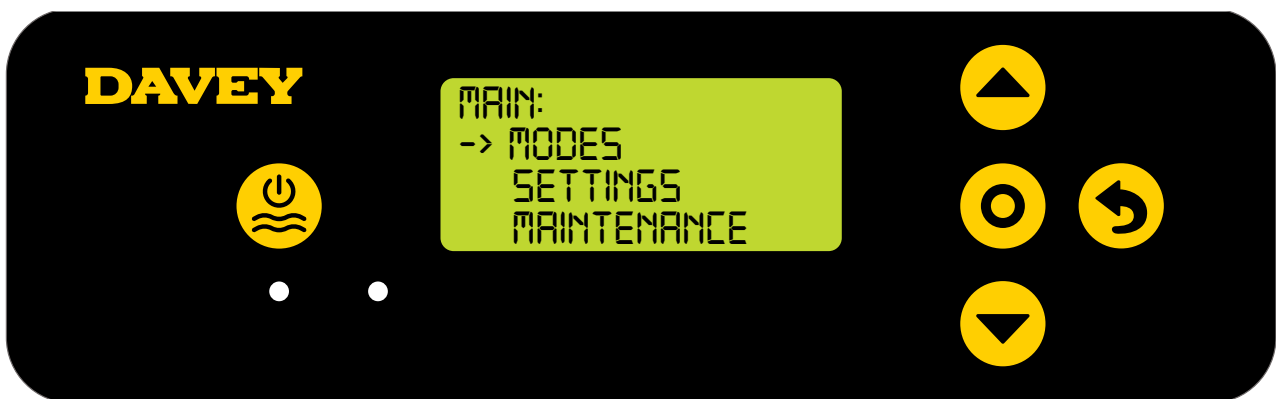 DAVEY
MAIN:
-> MODES
SETTINGS
MAINTENANCE